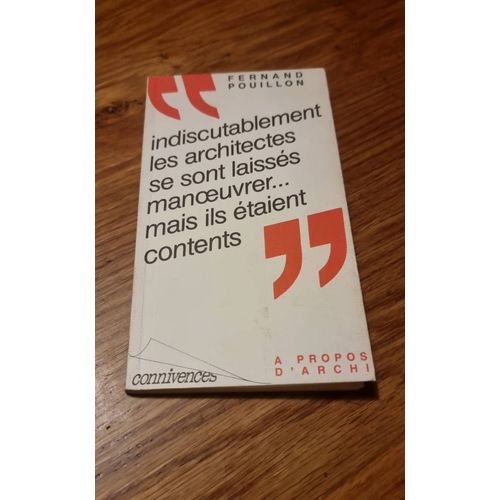 FERNAND
POUILLON
indiscutablement
les architectes
se sont laissés
manœuvrer...
mais ils étaient
contents
connivences
A PROPOS
D'ARCHI